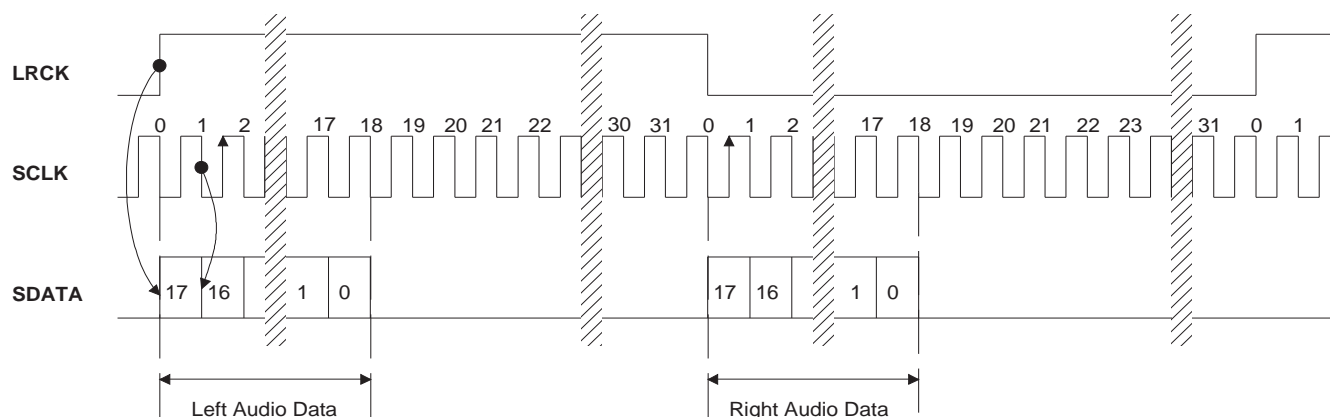 LRCK
0 1 2 17 18 19 20 21 22 30 31 0 1 2 17 18 19 20 21 22 23 31 0 1
SCLK
SDATA 17 16 1 0 17 16 1 0
Left Audio Data Right Audio Data